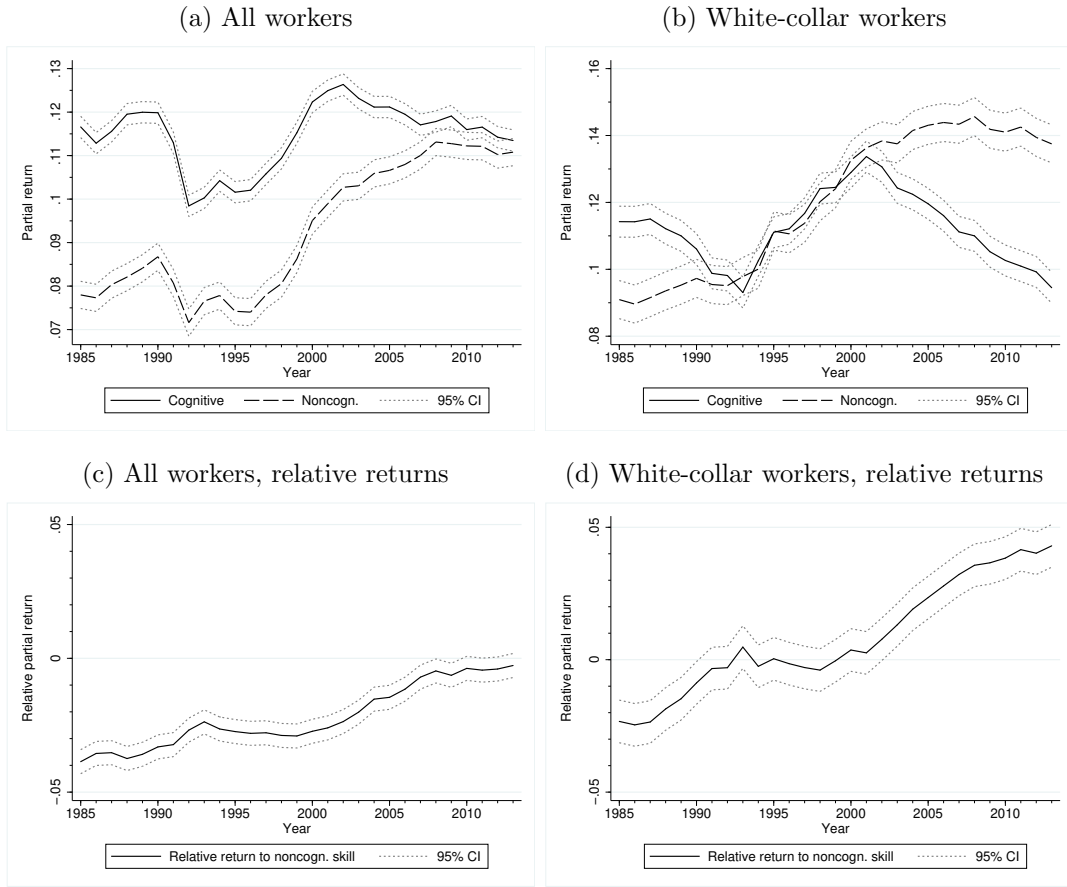 (a) All workers
Partial return
.13
.12
.11
.1
.09
.08
.07
1985 1990 1995 2000 2005 2010
Year
Cognitive Noncogn. 95% CI
(b) White-collar workers
Partial return
.16
.14
.12
.1
.08
1985 1990 1995 2000 2005 2010
Year
Cognitive Noncogn. 95% CI
(c) All workers, relative returns
Relative partial return
.05
0
-.05
1985 1990 1995 2000 2005 2010
Year
Relative return to noncogn. skill 95% CI
(d) White-collar workers, relative returns
Relative partial return
.05
0
-.05
1985 1990 1995 2000 2005 2010
Year
Relative return to noncogn. skill 95% CI